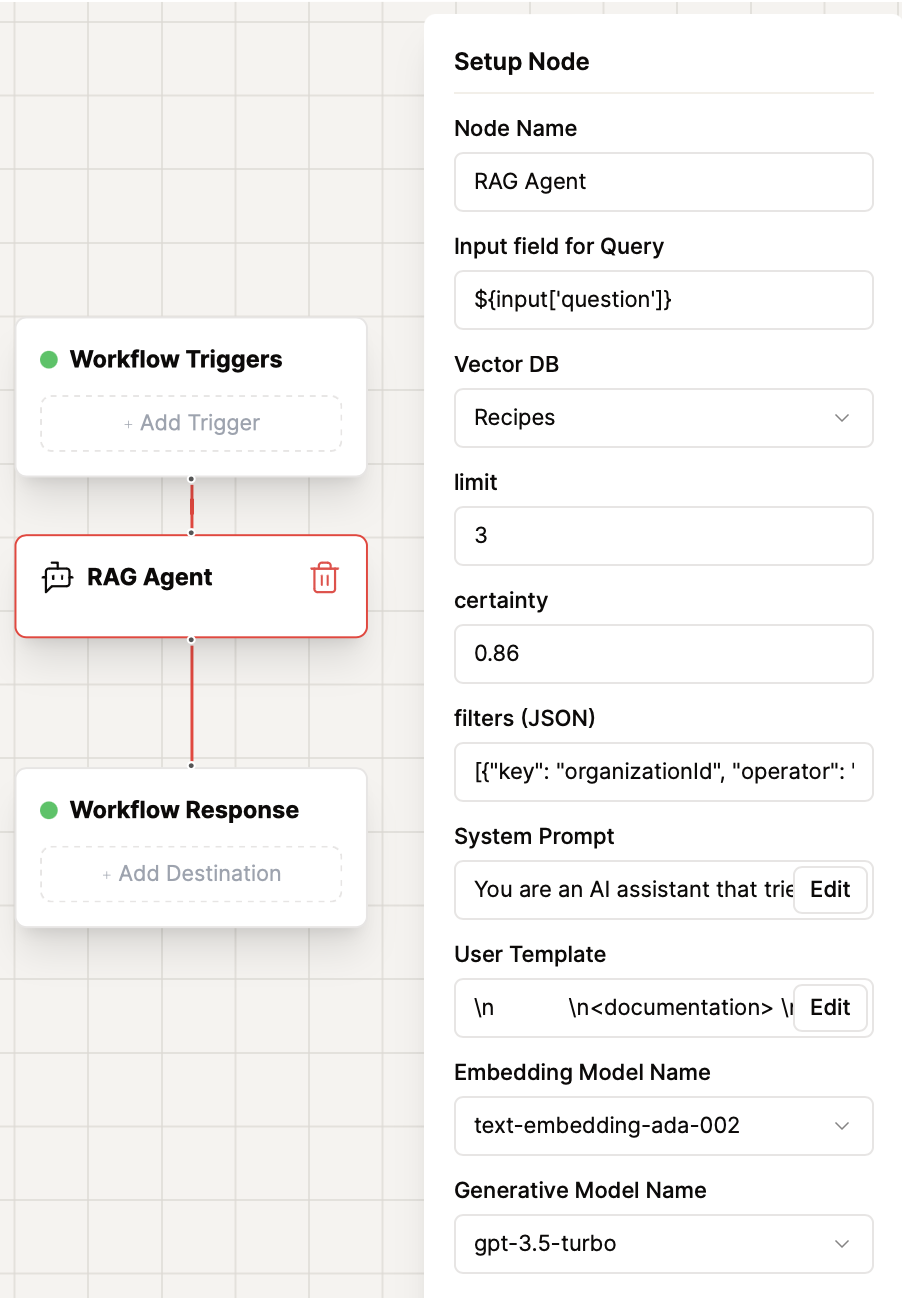 Workflow Triggers
+ Add Trigger
RAG Agent
Workflow Response
+ Add Destination
Setup Node
Node Name
RAG Agent
Input field for Query
${input['question']}
Vector DB
Recipes
limit
3
certainty
0.86
filters (JSON)
[{"key": "organizationId", "operator": '
System Prompt
You are an AI assistant that trie
Edit
User Template
\n \n<documentation> \n
Edit
Embedding Model Name
text-embedding-ada-002
Generative Model Name
gpt-3.5-turbo